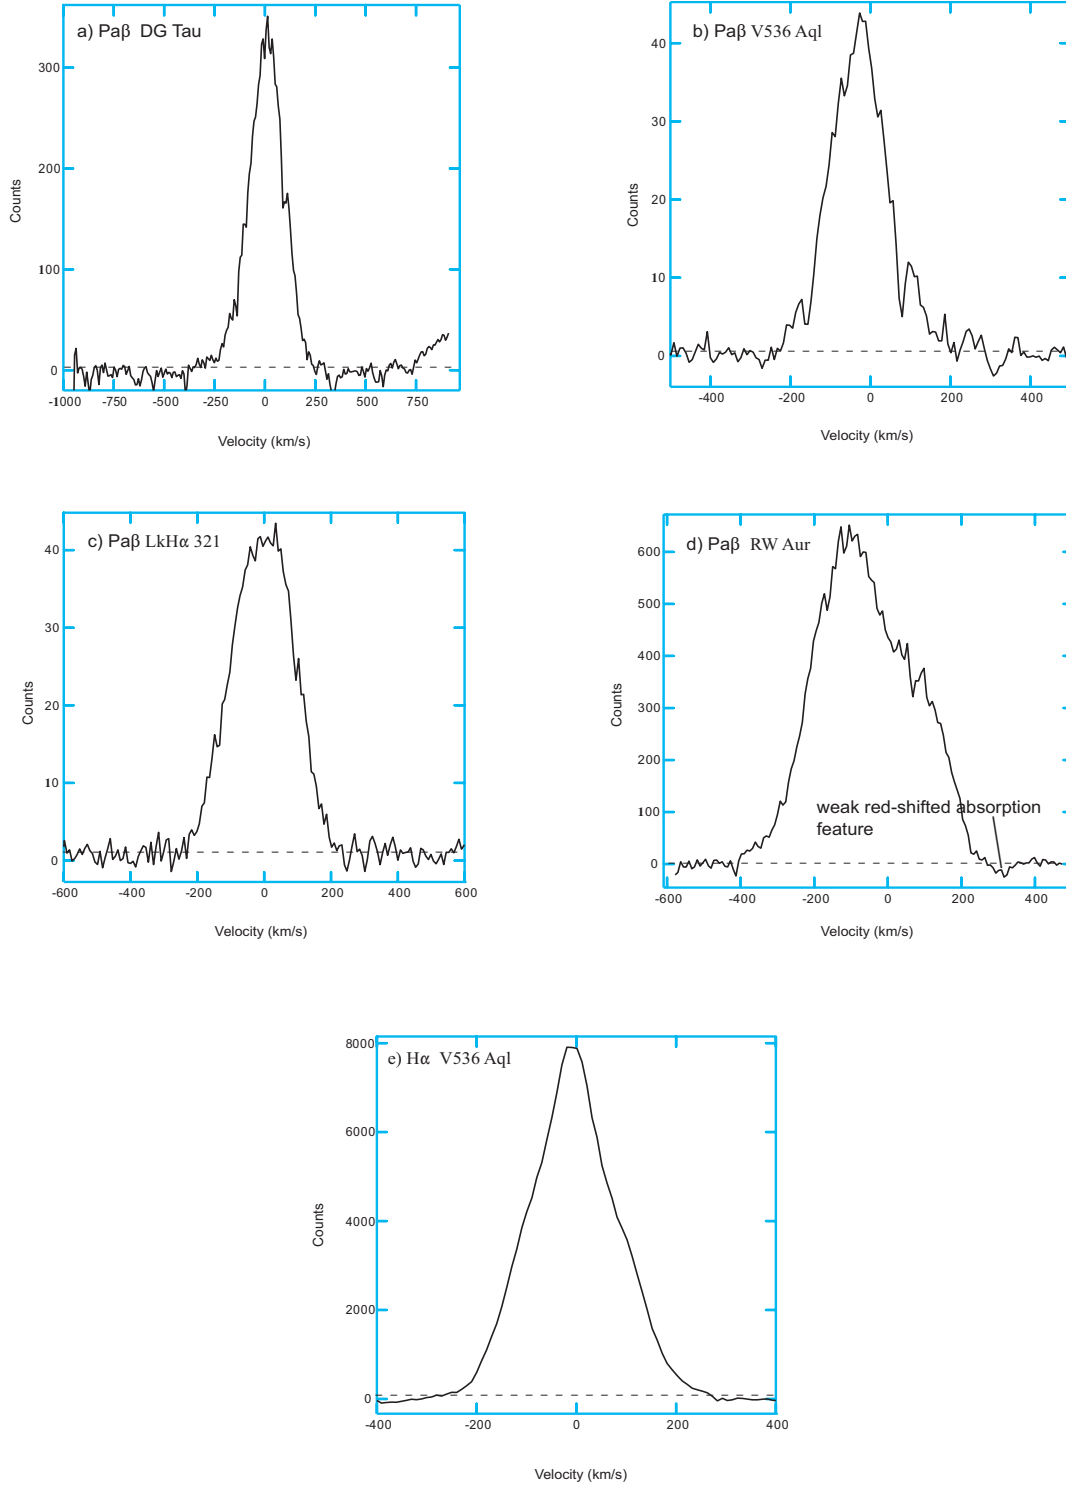 a) Paβ DG Tau
300
200
100
0
Counts
-1000 -750 -500 -250 0 250 500 750
Velocity (km/s)
b) Paβ V536 Aql
40
30
20
10
0
Counts
-400 -200 0 200 400
Velocity (km/s)
c) Paβ LkHα 321
40
30
20
10
0
Counts
-600 -400 -200 0 200 400 600
Velocity (km/s)
d) Paβ RW Aur
600
500
400
300
200
100
0
Counts
weak red-shifted absorption
feature
-600 -400 -200 0 200 400
Velocity (km/s)
e) Hα V536 Aql
8000
6000
4000
2000
0
Counts
-400 -200 0 200 400
Velocity (km/s)